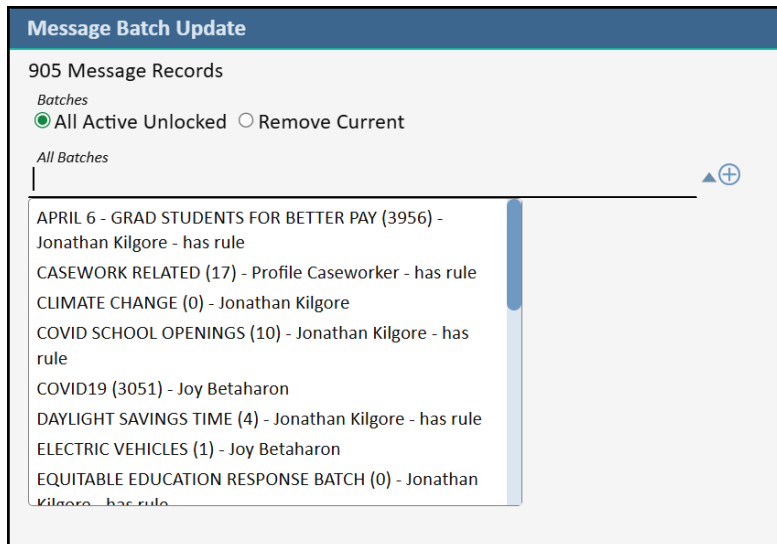 Message Batch Update
905 Message Records
Batches
All Active Unlocked Remove Current
All Batches
APRIL 6 - GRAD STUDENTS FOR BETTER PAY (3956) -
Jonathan Kilgore - has rule
CASEWORK RELATED (17) - Profile Caseworker - has rule
CLIMATE CHANGE (0) - Jonathan Kilgore
COVID SCHOOL OPENINGS (10) - Jonathan Kilgore - has
rule
COVID19 (3051) - Joy Betaharon
DAYLIGHT SAVINGS TIME (4) - Jonathan Kilgore - has rule
ELECTRIC VEHICLES (1) - Joy Betaharon
EQUITABLE EDUCATION RESPONSE BATCH (0) - Jonathan
Kilgore - has rule